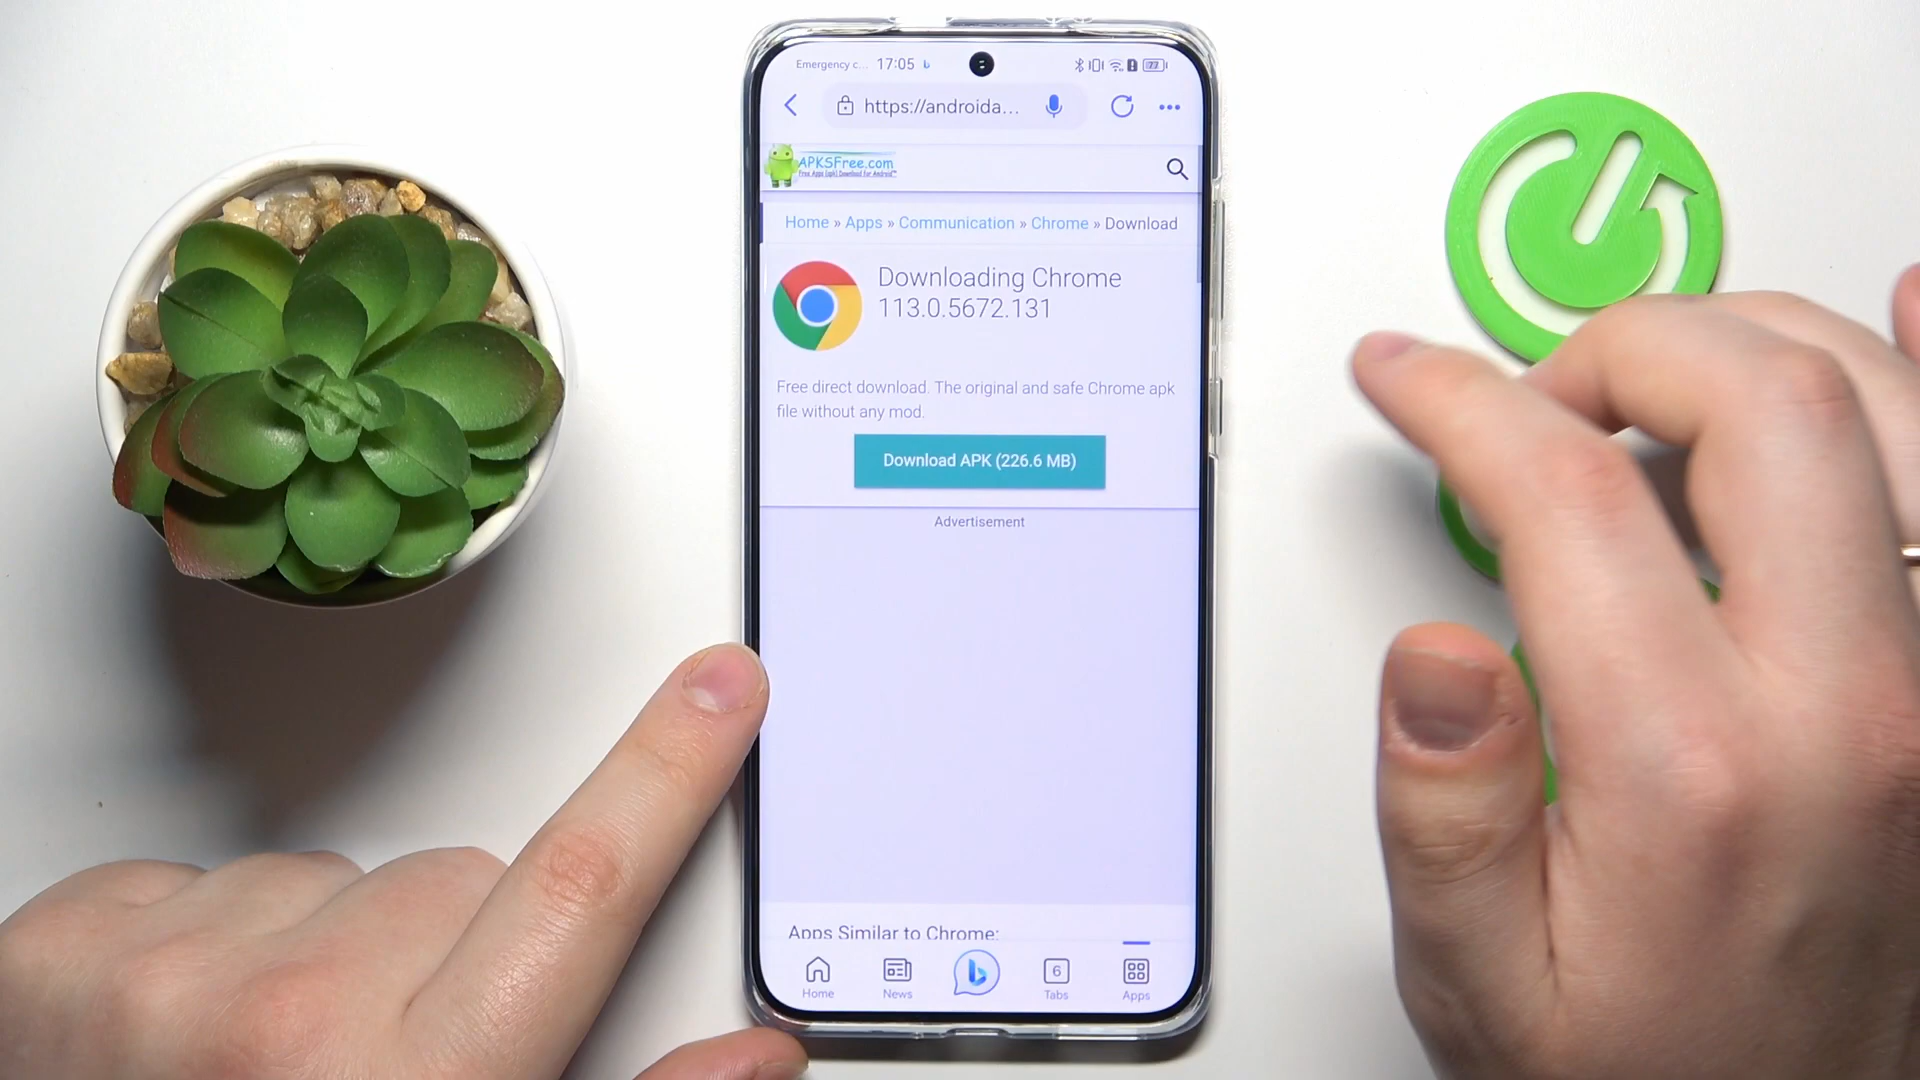 Emergency c... 17:05
77
https://androida...
APKSFree.com
Free Apps (apk) Download for Android™
Home » Apps » Communication » Chrome » Download
Downloading Chrome
113.0.5672.131
Free direct download. The original and safe Chrome apk
file without any mod.
Download APK (226.6 MB)
Advertisement
Apps Similar to Chrome:
6
Home News Tabs Apps